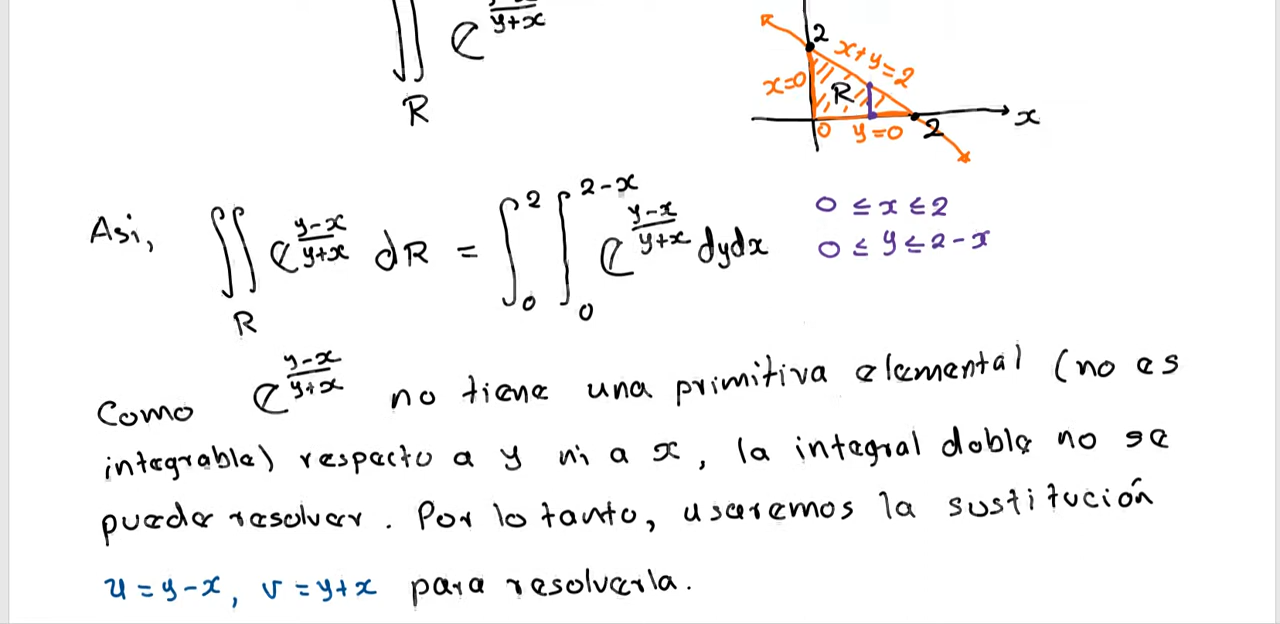 ∬_R e^{(y-x)/(y+x)}
2
x+y=2
x=0
R
0 y=0 2 x
Asi, ∬_R e^{(y-x)/(y+x)} dR = ∫_0^2 ∫_0^{2-x} e^{(y-x)/(y+x)} dydx
0 ≤ x ≤ 2
0 ≤ y ≤ 2-x
Como e^{(y-x)/(y+x)} no tiene una primitiva elemental (no es
integrable) respecto a y ni a x, la integral doble no se
puede resolver. Por lo tanto, usaremos la sustitución
u = y-x, v = y+x para resolverla.